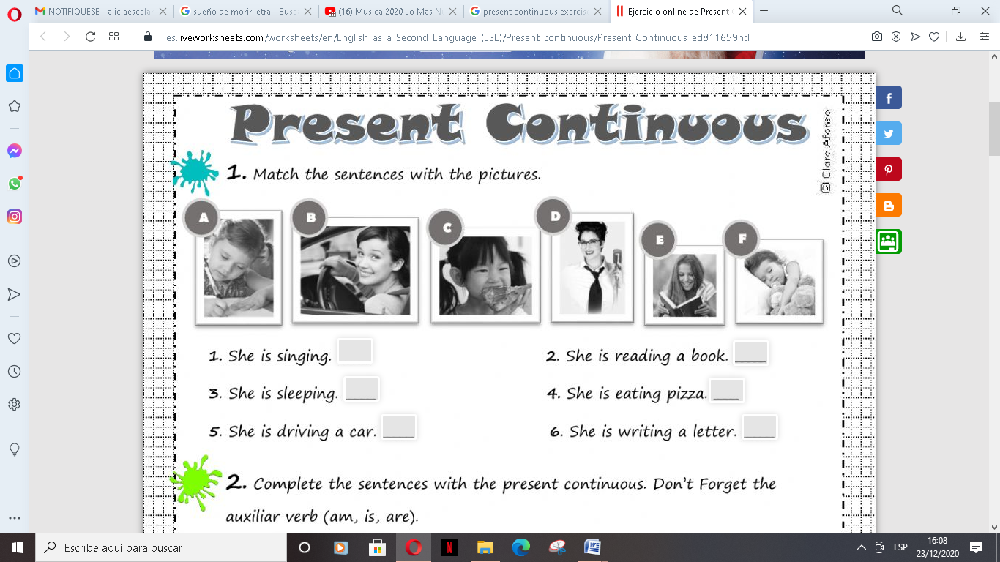 NOTIFIQUESE - aliciaescalar
sueño de morir letra - Busc
(16) Musica 2020 Lo Mas N
present continuous exercis
Ejercicio online de Present
es.liveworksheets.com/worksheets/en/English_as_a_Second_Language_(ESL)/Present_continuous/Present_Continuous_ed811659nd
Present Continuous
© Clara Afonso
1. Match the sentences with the pictures.
A B C D E F
1. She is singing.
2. She is reading a book. ____
3. She is sleeping. ____
4. She is eating pizza. ____
5. She is driving a car. ____
6. She is writing a letter. ____
2. Complete the sentences with the present continuous. Don't Forget the
auxiliar verb (am, is, are).
Escribe aquí para buscar
ESP
16:08
23/12/2020